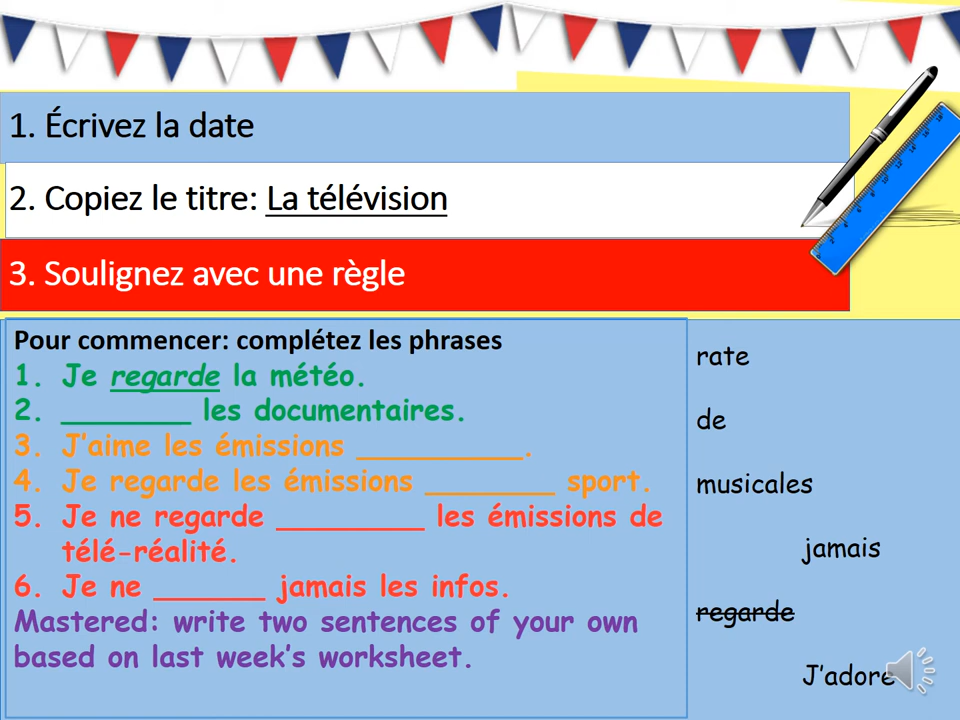 1. Écrivez la date
2. Copiez le titre: La télévision
3. Soulignez avec une règle
Pour commencer: complétez les phrases
1. Je regarde la météo.
2. _______ les documentaires.
3. J’aime les émissions _________.
4. Je regarde les émissions _______ sport.
5. Je ne regarde ________ les émissions de
télé-réalité.
6. Je ne ______ jamais les infos.
Mastered: write two sentences of your own
based on last week’s worksheet.
rate
de
musicales
jamais
regarde
J’adore